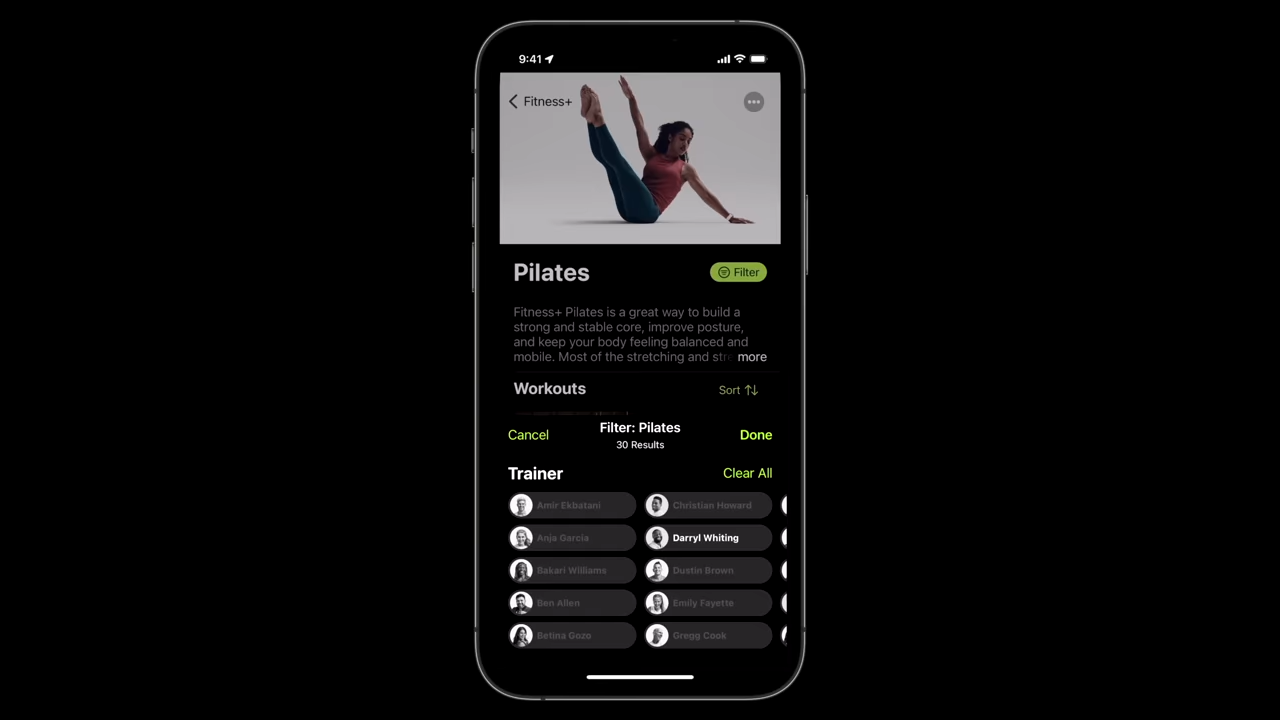 9:41
Fitness+
Pilates
Filter
Fitness+ Pilates is a great way to build a
strong and stable core, improve posture,
and keep your body feeling balanced and
mobile. Most of the stretching and stre more
Workouts
Sort
Cancel
Filter: Pilates
Done
30 Results
Trainer
Clear All
Amir Ekbatani
Christian Howard
Anja Garcia
Darryl Whiting
Bakari Williams
Dustin Brown
Ben Allen
Emily Fayette
Betina Gozo
Gregg Cook